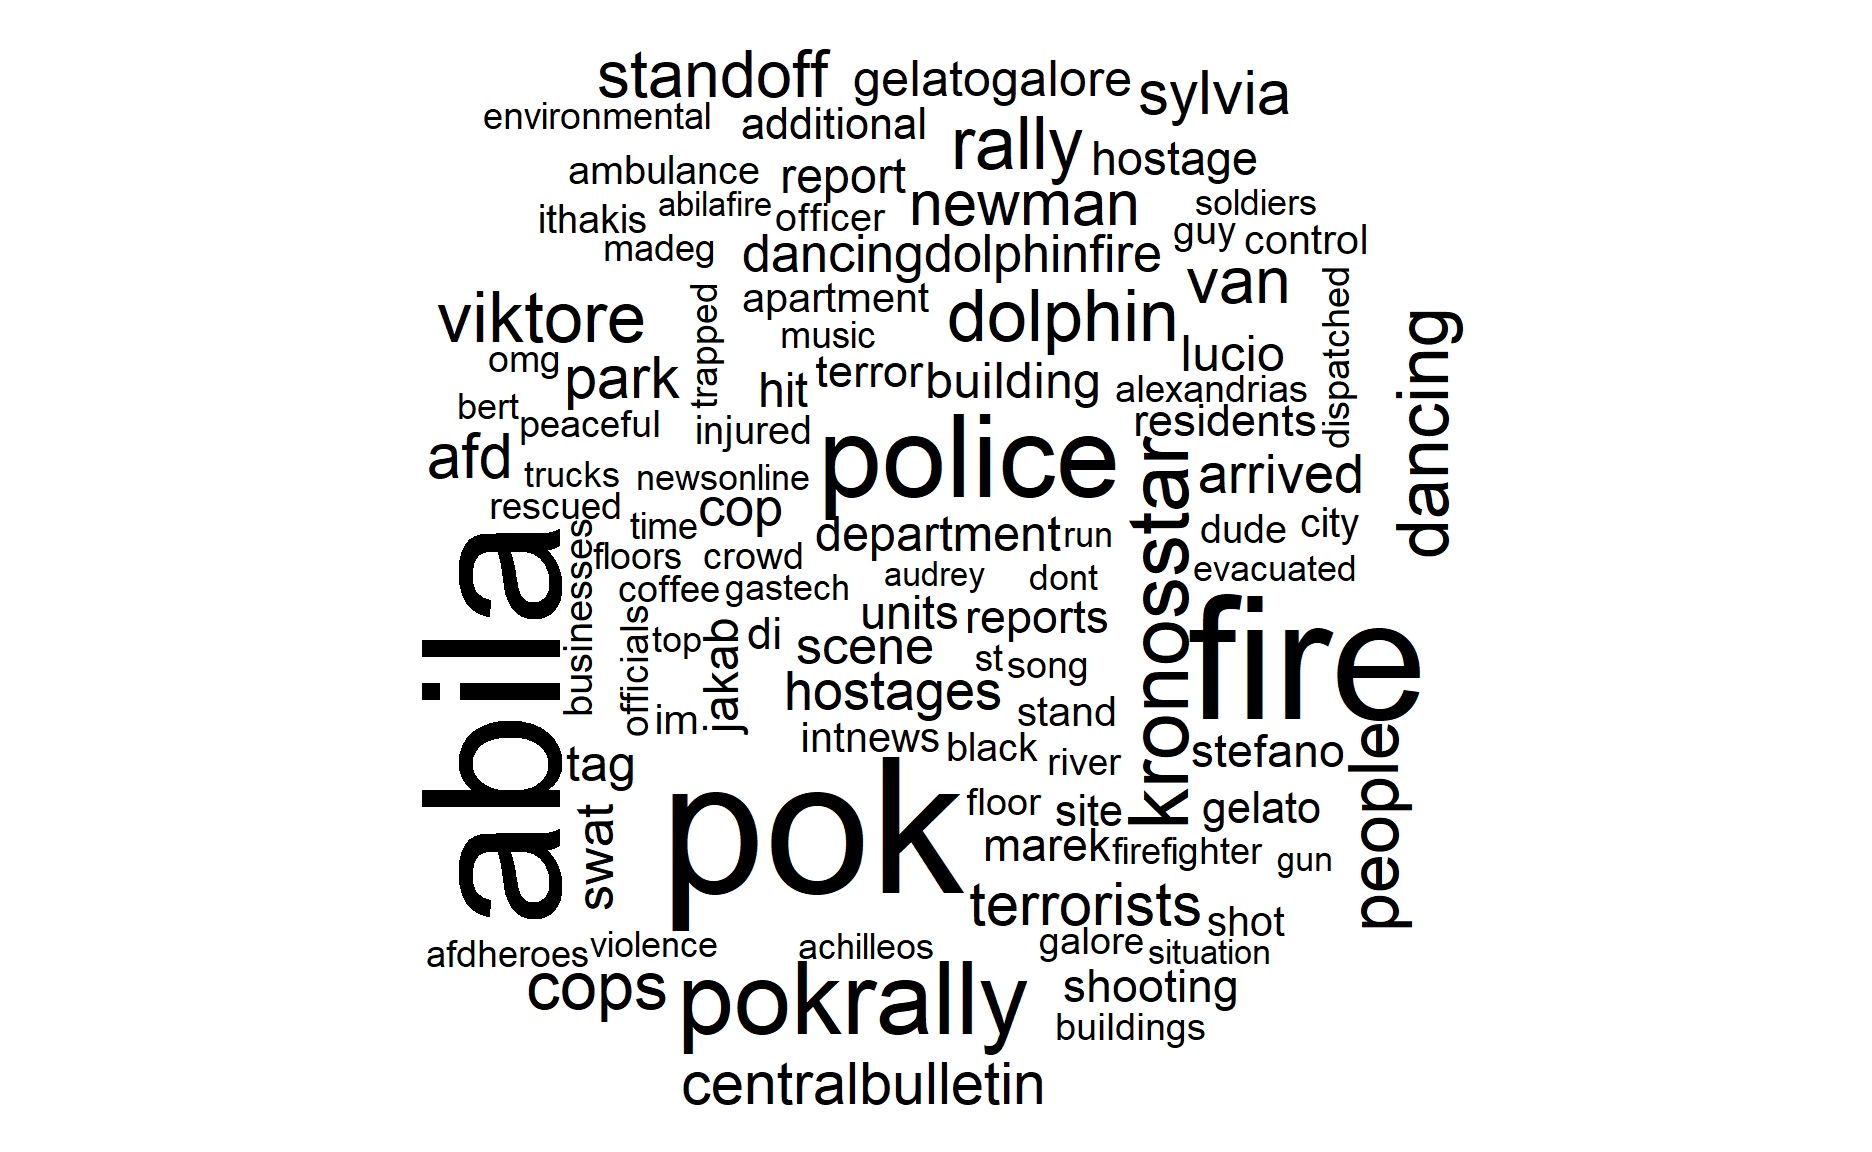 standoff
gelatogalore
sylvia
environmental
additional
rally
hostage
ambulance
report
newman
soldiers
ithakis
abilafire
officer
guy
control
madeg
dancingdolphinfire
van
viktore
trapped
apartment
dolphin
dispatched
dancing
music
omg
park
hit
terror
building
lucio
alexandrias
bert
peaceful
injured
police
residents
afd
trucks
newsonline
kronosstar
arrived
rescued
time
cop
department
run
dude
city
abila
businesses
floors
crowd
audrey
dont
evacuated
coffee
gastech
units
reports
fire
officials
top
jakab
di
scene
st
song
im
hostages
stand
intnews
black
river
stefano
people
tag
swat
pok
floor
site
gelato
marek
firefighter
gun
terrorists
shot
afdheroes
violence
achilleos
galore
situation
cops
pokrally
shooting
buildings
centralbulletin